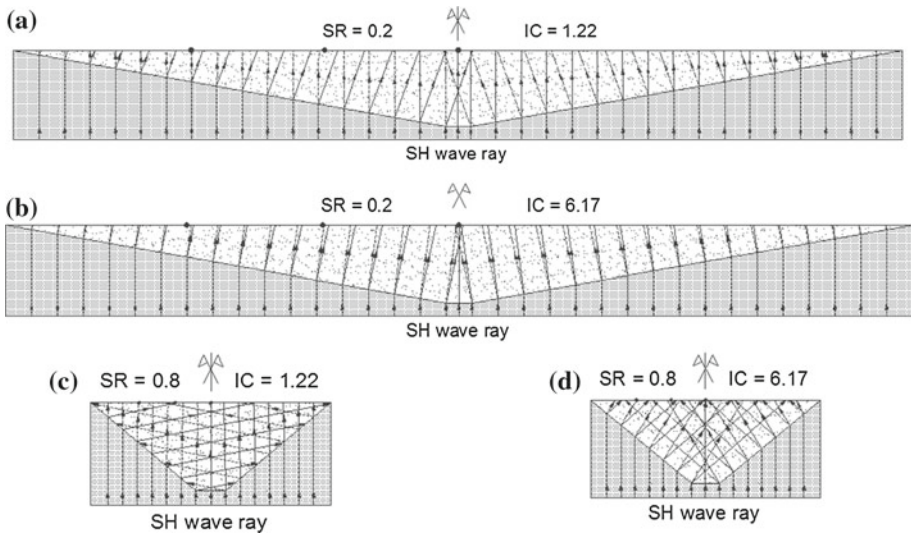 (a)
SR = 0.2
IC = 1.22
SH wave ray
(b)
SR = 0.2
IC = 6.17
SH wave ray
(c)
SR = 0.8
IC = 1.22
SH wave ray
(d)
SR = 0.8
IC = 6.17
SH wave ray